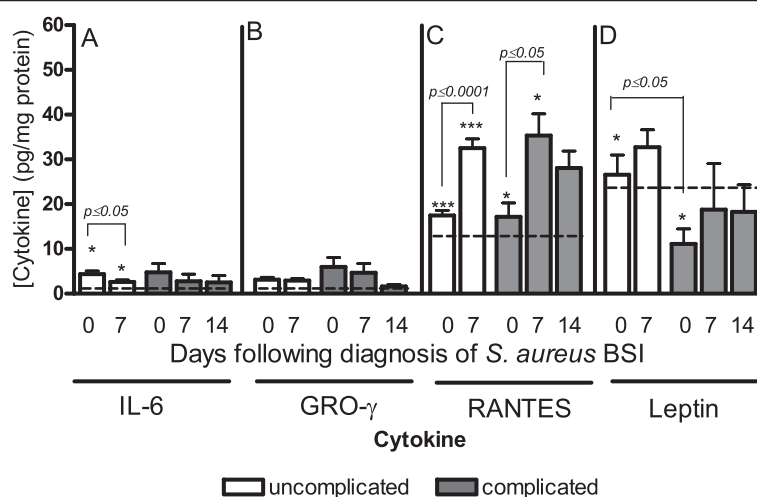 A B C D
60
50
40
30
20
10
0
[Cytokine] (pg/mg protein)
p≤0.05
* *
p≤0.0001
*** ***
p≤0.05
* *
p≤0.05
* *
0 7 0 7 14 0 7 0 7 14 0 7 0 7 14 0 7 0 7 14
Days following diagnosis of S. aureus BSI
IL-6 GRO-γ RANTES Leptin
Cytokine
uncomplicated complicated